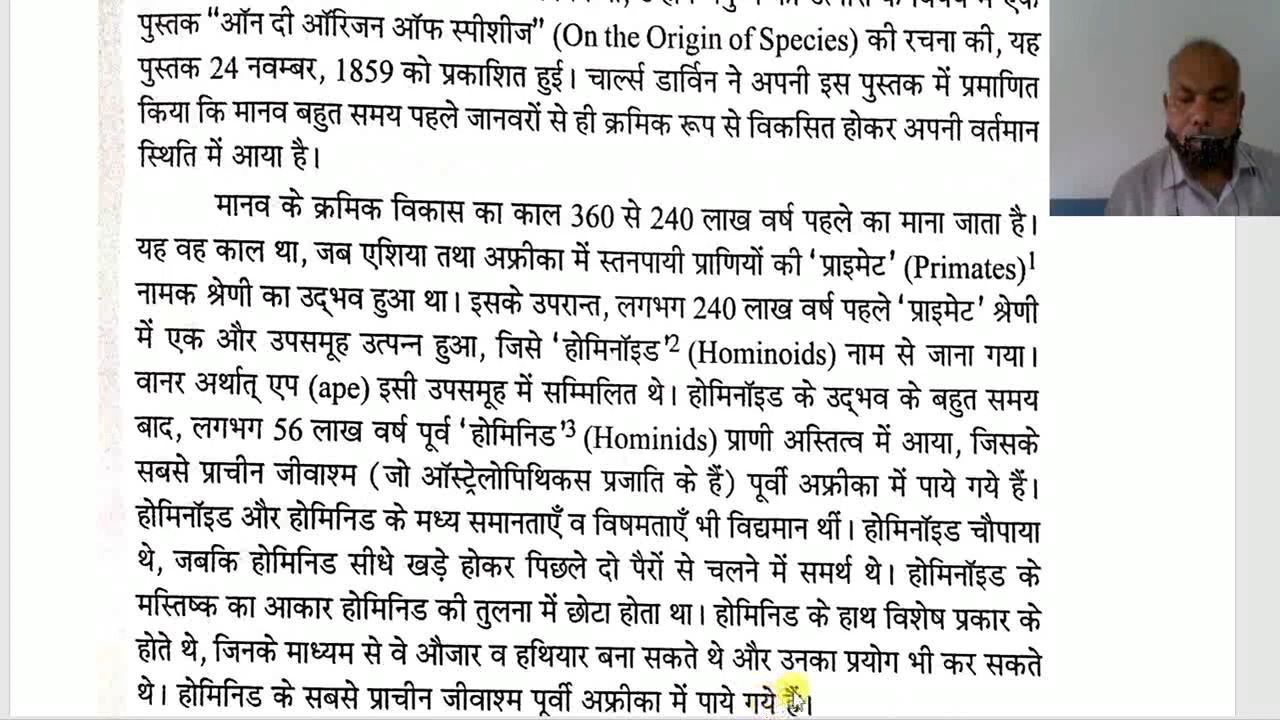 पुस्तक “ऑन दी ऑरिजन ऑफ स्पीशीज” (On the Origin of Species) की रचना की, यह
पुस्तक 24 नवम्बर, 1859 को प्रकाशित हुई। चार्ल्स डार्विन ने अपनी इस पुस्तक में प्रमाणित
किया कि मानव बहुत समय पहले जानवरों से ही क्रमिक रूप से विकसित होकर अपनी वर्तमान
स्थिति में आया है।
मानव के क्रमिक विकास का काल 360 से 240 लाख वर्ष पहले का माना जाता है।
यह वह काल था, जब एशिया तथा अफ्रीका में स्तनपायी प्राणियों की ‘प्राइमेट’ (Primates)1
नामक श्रेणी का उद्भव हुआ था। इसके उपरान्त, लगभग 240 लाख वर्ष पहले ‘प्राइमेट’ श्रेणी
में एक और उपसमूह उत्पन्न हुआ, जिसे ‘होमिनॉइड’2 (Hominoids) नाम से जाना गया।
वानर अर्थात् एप (ape) इसी उपसमूह में सम्मिलित थे। होमिनॉइड के उद्भव के बहुत समय
बाद, लगभग 56 लाख वर्ष पूर्व ‘होमिनिड’3 (Hominids) प्राणी अस्तित्व में आया, जिसके
सबसे प्राचीन जीवाश्म (जो ऑस्ट्रेलोपिथिकस प्रजाति के हैं) पूर्वी अफ्रीका में पाये गये हैं।
होमिनॉइड और होमिनिड के मध्य समानताएँ व विषमताएँ भी विद्यमान थीं। होमिनॉइड चौपाया
थे, जबकि होमिनिड सीधे खड़े होकर पिछले दो पैरों से चलने में समर्थ थे। होमिनॉइड के
मस्तिष्क का आकार होमिनिड की तुलना में छोटा होता था। होमिनिड के हाथ विशेष प्रकार के
होते थे, जिनके माध्यम से वे औजार व हथियार बना सकते थे और उनका प्रयोग भी कर सकते
थे। होमिनिड के सबसे प्राचीन जीवाश्म पूर्वी अफ्रीका में पाये गये हैं।